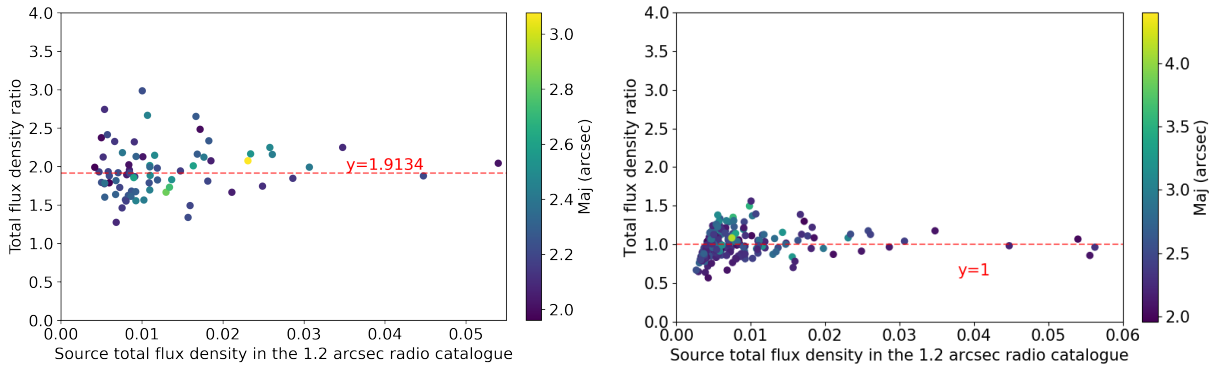 4.0
3.5
3.0
2.5
2.0
1.5
1.0
0.5
0.0
Total flux density ratio
y=1.9134
0.00 0.01 0.02 0.03 0.04 0.05
Source total flux density in the 1.2 arcsec radio catalogue
3.0
2.8
2.6
2.4
2.2
2.0
Maj (arcsec)
4.0
3.5
3.0
2.5
2.0
1.5
1.0
0.5
0.0
Total flux density ratio
y=1
0.00 0.01 0.02 0.03 0.04 0.05 0.06
Source total flux density in the 1.2 arcsec radio catalogue
4.0
3.5
3.0
2.5
2.0
Maj (arcsec)